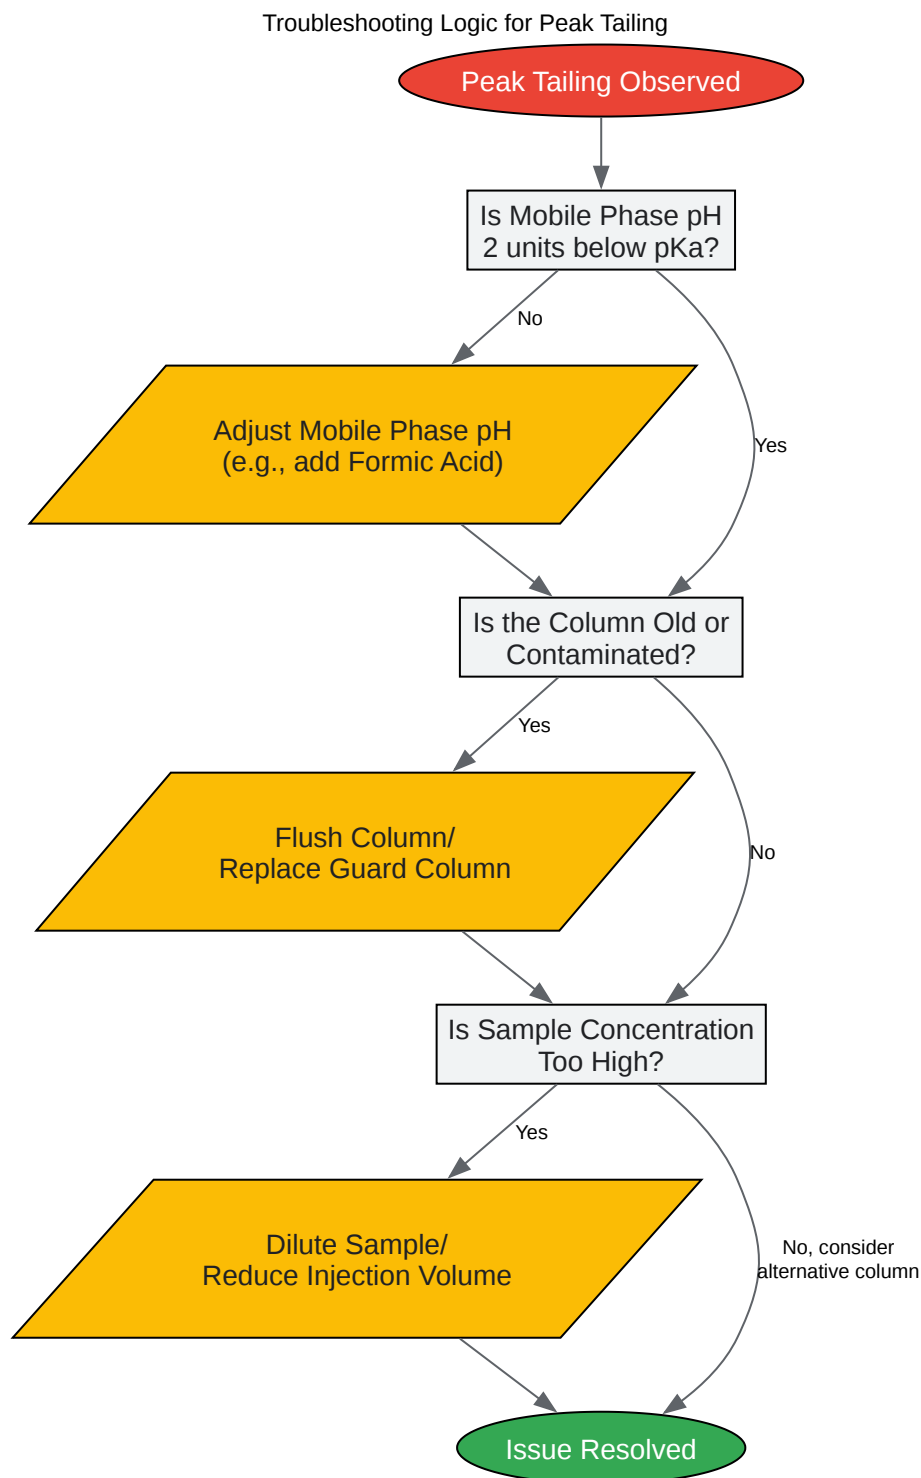 Troubleshooting Logic for Peak Tailing
Peak Tailing Observed
Is Mobile Phase pH
2 units below pKa?
No
Adjust Mobile Phase pH
(e.g., add Formic Acid)
Yes
Is the Column Old or
Contaminated?
Yes
Flush Column/
Replace Guard Column
No
Is Sample Concentration
Too High?
Yes
Dilute Sample/
Reduce Injection Volume
No, consider
alternative column
Issue Resolved